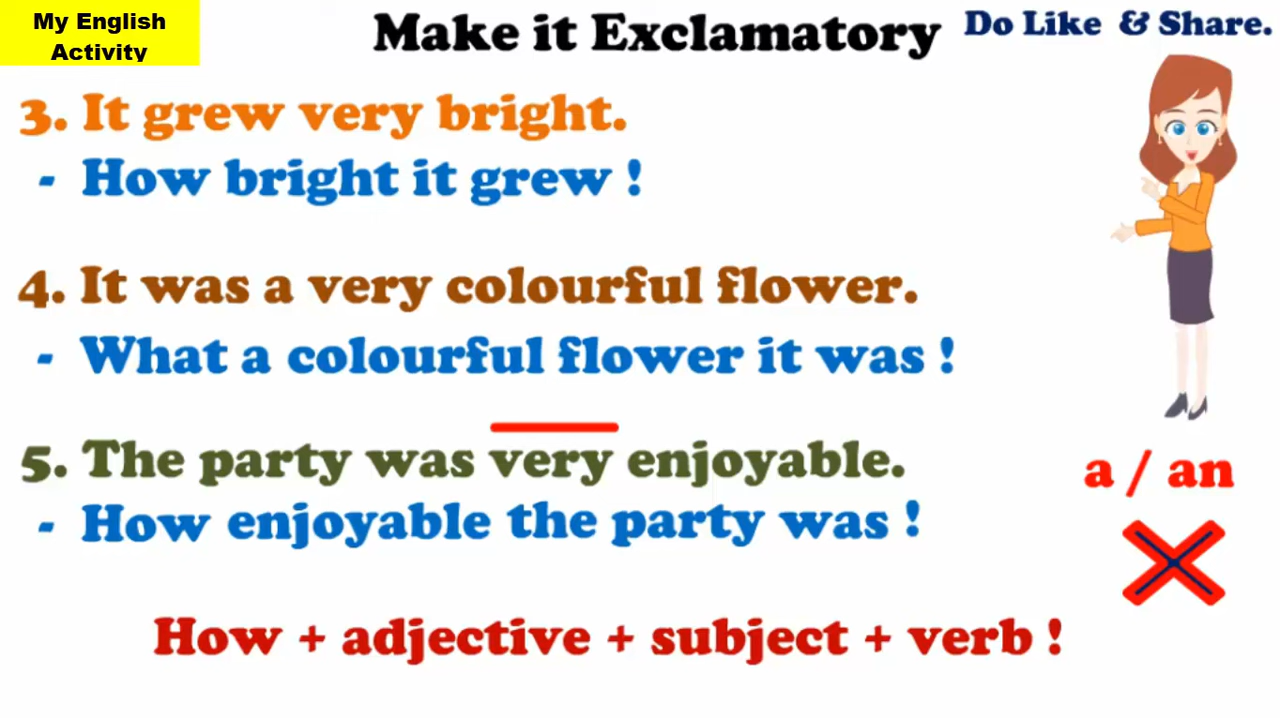 My English
Activity
Make it Exclamatory
Do Like & Share.
3. It grew very bright.
- How bright it grew !
4. It was a very colourful flower.
- What a colourful flower it was !
5. The party was very enjoyable.
- How enjoyable the party was !
a / an
How + adjective + subject + verb !